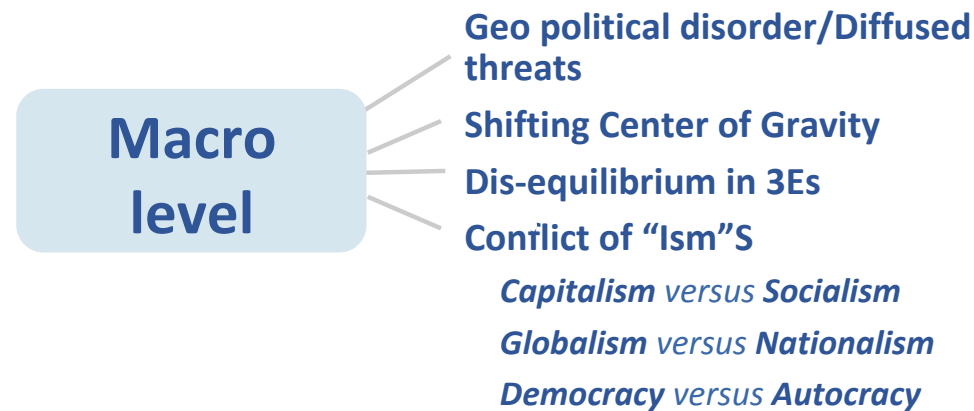 Macro
level
Geo political disorder/Diffused
threats
Shifting Center of Gravity
Dis-equilibrium in 3Es
Conflict of “Ism”S
Capitalism versus Socialism
Globalism versus Nationalism
Democracy versus Autocracy